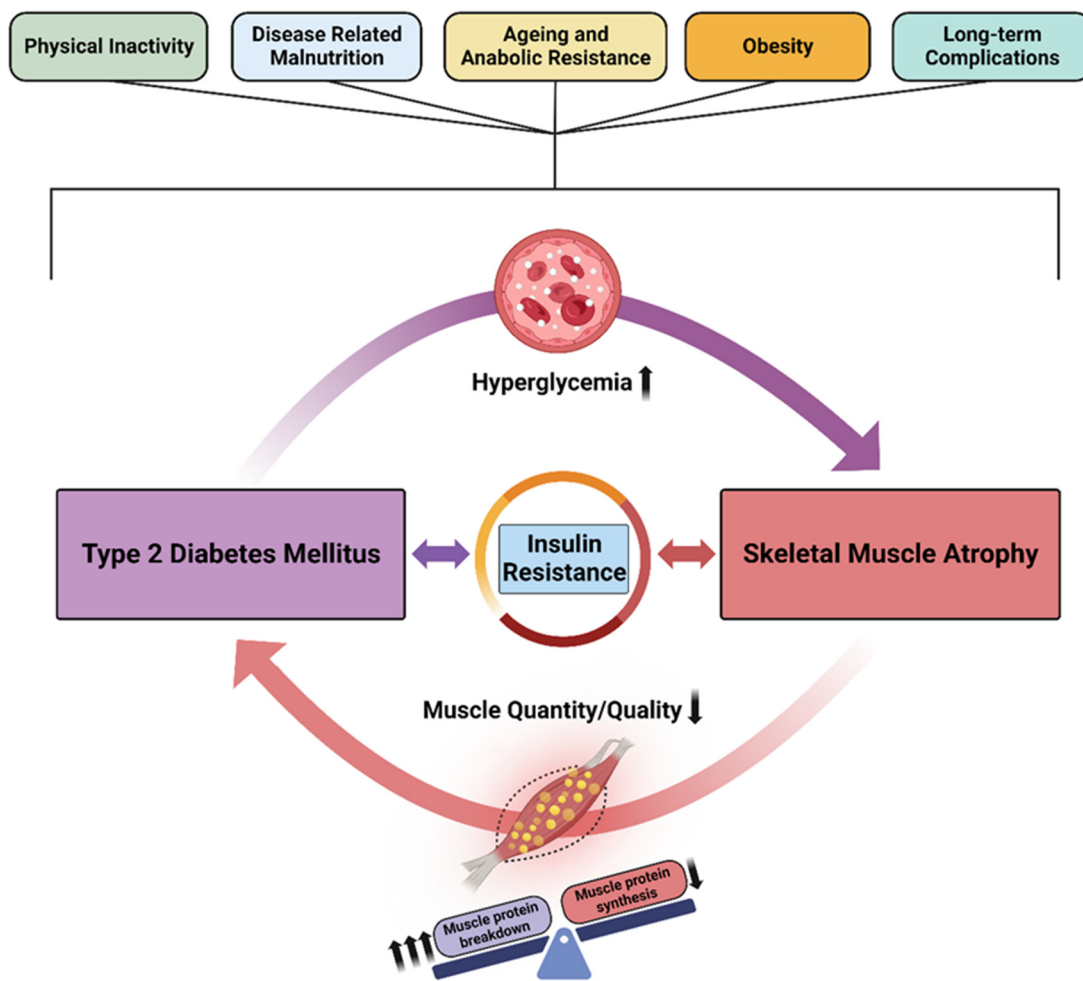 Physical Inactivity
Disease Related
Malnutrition
Ageing and
Anabolic Resistance
Obesity
Long-term
Complications
Hyperglycemia
Type 2 Diabetes Mellitus
Insulin
Resistance
Skeletal Muscle Atrophy
Muscle Quantity/Quality
Muscle protein
breakdown
Muscle protein
synthesis